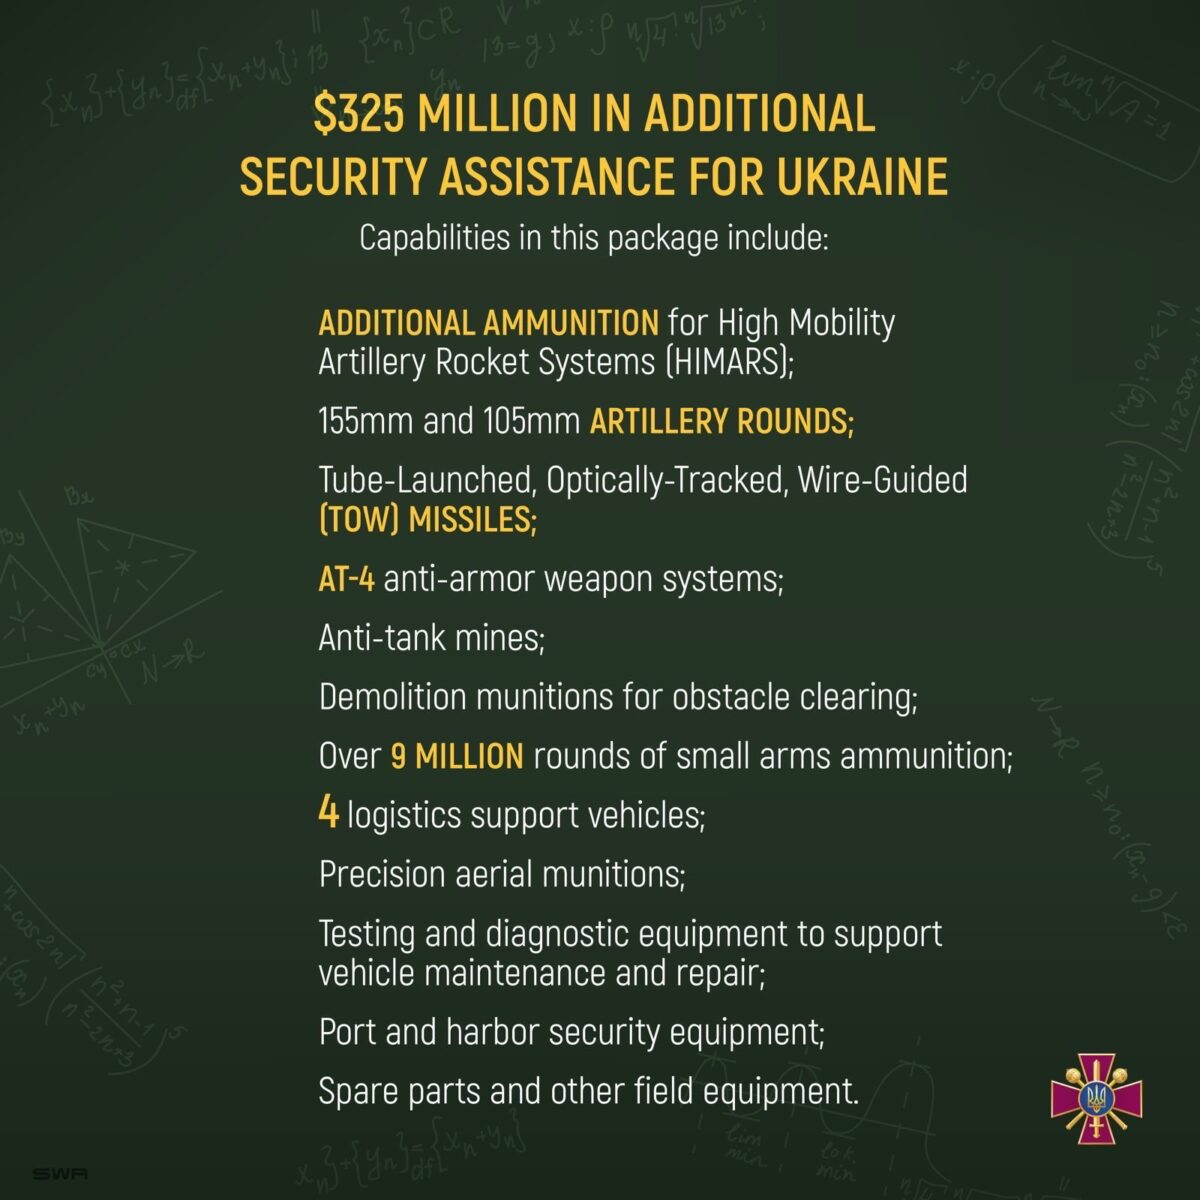 $325 MILLION IN ADDITIONAL
SECURITY ASSISTANCE FOR UKRAINE
Capabilities in this package include:
ADDITIONAL AMMUNITION for High Mobility
Artillery Rocket Systems (HIMARS);
155mm and 105mm ARTILLERY ROUNDS;
Tube-Launched, Optically-Tracked, Wire-Guided
(TOW) MISSILES;
AT-4 anti-armor weapon systems;
Anti-tank mines;
Demolition munitions for obstacle clearing;
Over 9 MILLION rounds of small arms ammunition;
4 logistics support vehicles;
Precision aerial munitions;
Testing and diagnostic equipment to support
vehicle maintenance and repair;
Port and harbor security equipment;
Spare parts and other field equipment.
SWA